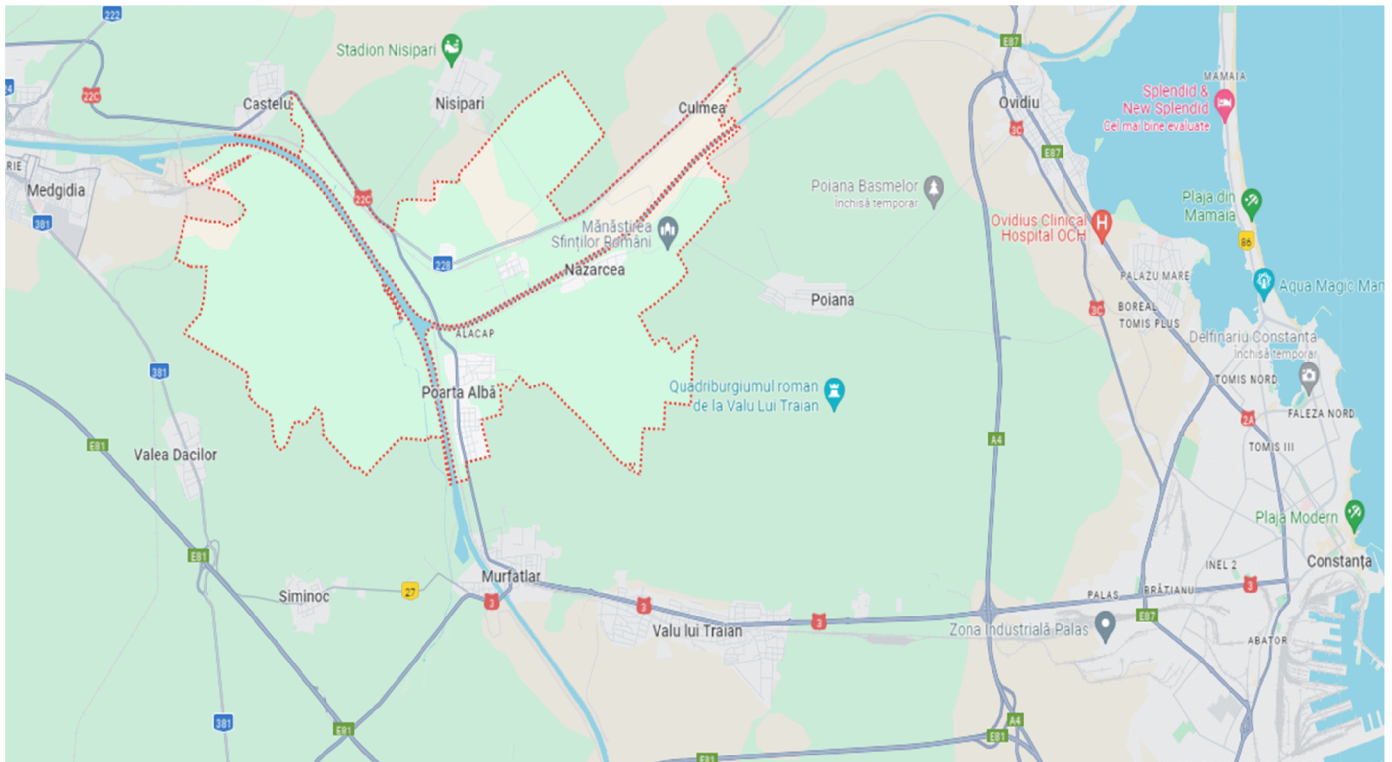 222
E87
MAMAIA
Stadion Nisipari
Splendid &
New Splendid
Cel mai bine evaluate
24
22C
Castelu
Nisipari
Culmea
Ovidiu
3C
E87
RIE
Medgidia
22C
Poiana Basmelor
Închisă temporar
Plaja din
Mamaia
381
Mănăstirea
Sfinților Români
Ovidius Clinical
Hospital OCH
86
228
Nazarcea
PALAZU MARE
Poiana
Aqua Magic Mam
BOREAL
3C
TOMIS PLUS
ALACAP
Delfinariu Constanta
Închisă temporar
381
Poarta Albă
Quadriburgiumul roman
de la Valu Lui Traian
TOMIS NORD
FALEZA NORD
2A
E81
A4
TOMIS III
Valea Dacilor
Plaja Modern
E81
Constanța
INEL 2
Murfatlar
Siminoc
27
3
3
3
PALAS
BRĂTIANU
3
E87
Valu lui Traian
Zona Industrială Palas
ABATOR
381
E81
A4
E81
E81